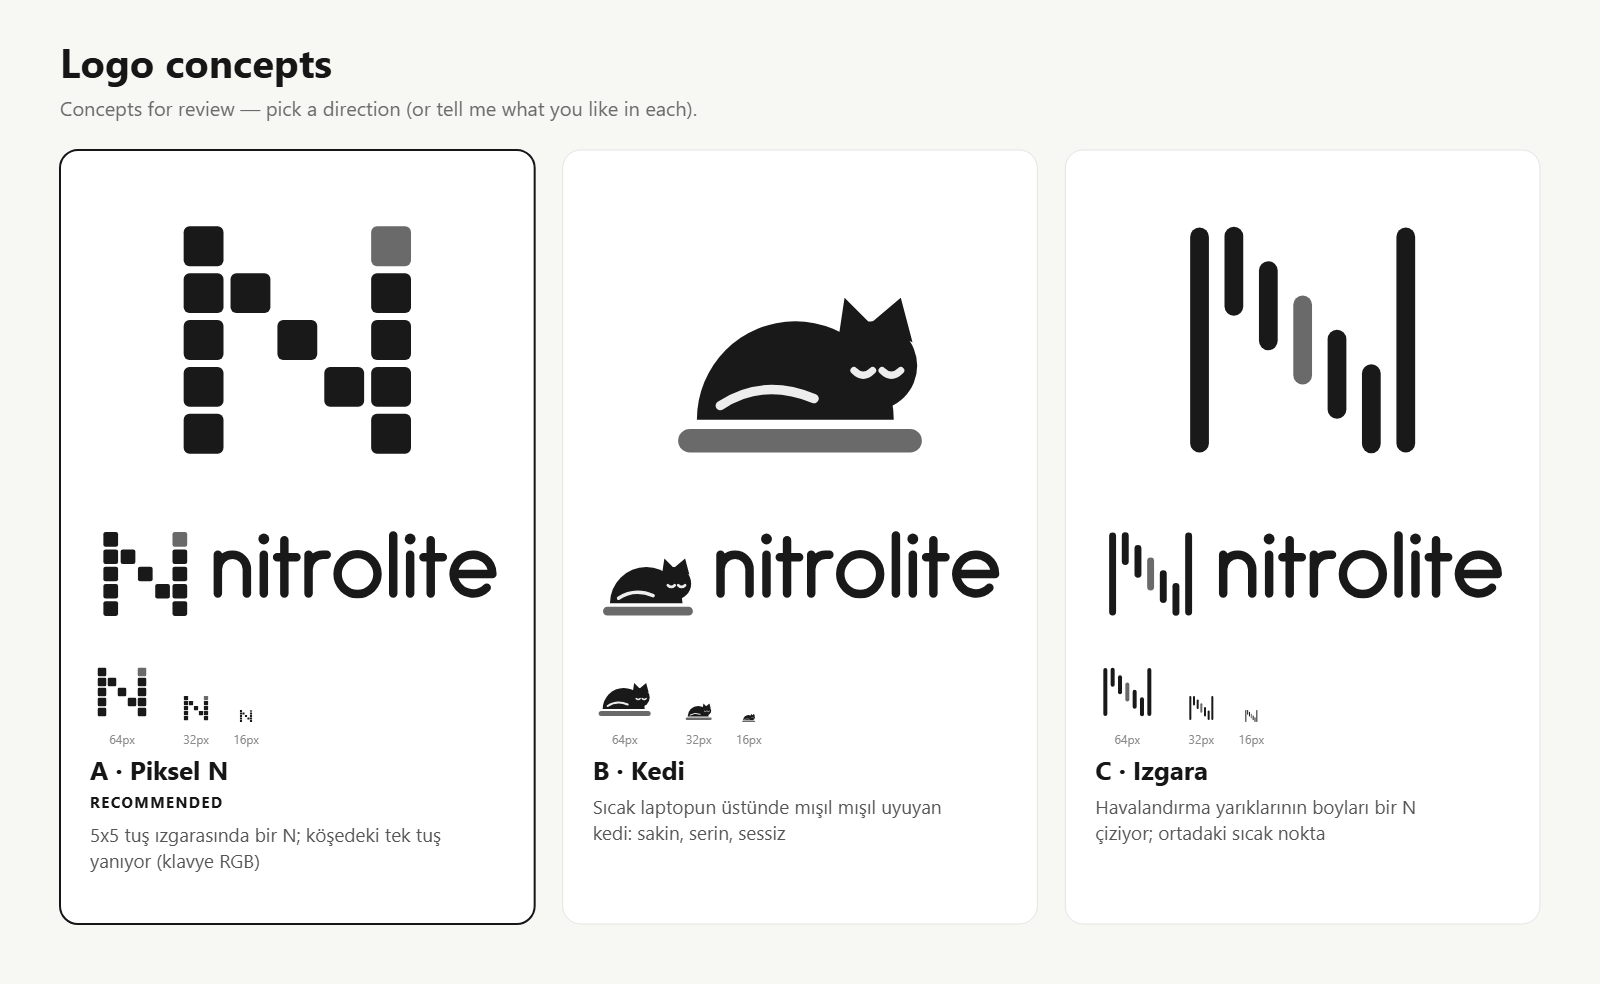 Logo concepts
Concepts for review — pick a direction (or tell me what you like in each).
nitrolite
64px 32px 16px
A · Piksel N
RECOMMENDED
5x5 tuş ızgarasında bir N; köşedeki tek tuş
yanıyor (klavye RGB)
nitrolite
64px 32px 16px
B · Kedi
Sıcak laptopun üstünde mışıl mışıl uyuyan
kedi: sakin, serin, sessiz
nitrolite
64px 32px 16px
C · Izgara
Havalandırma yarıklarının boyları bir N
çiziyor; ortadaki sıcak nokta